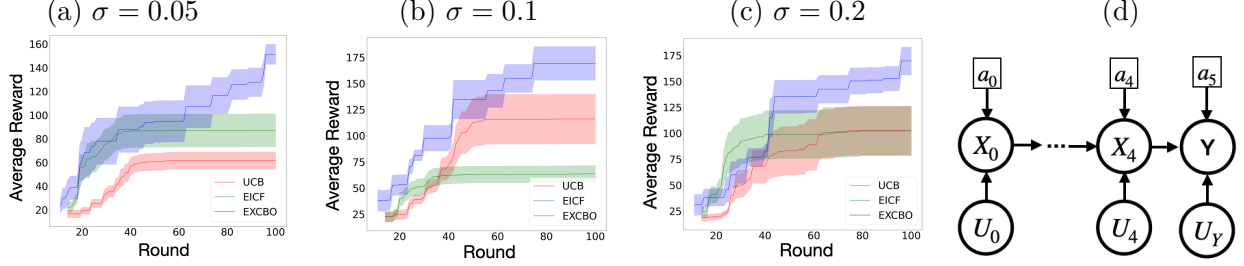 (a) σ = 0.05
160
140
120
100
80
60
40
20
Average Reward
20 40 60 80 100
Round
UCB
EICF
EXCBO
(b) σ = 0.1
175
150
125
100
75
50
25
Average Reward
20 40 60 80 100
Round
UCB
EICF
EXCBO
(c) σ = 0.2
175
150
125
100
75
50
25
Average Reward
20 40 60 80 100
Round
UCB
EICF
EXCBO
(d)
a₀ a₄ a₅
X₀ ... X₄ Y
U₀ U₄ U_Y